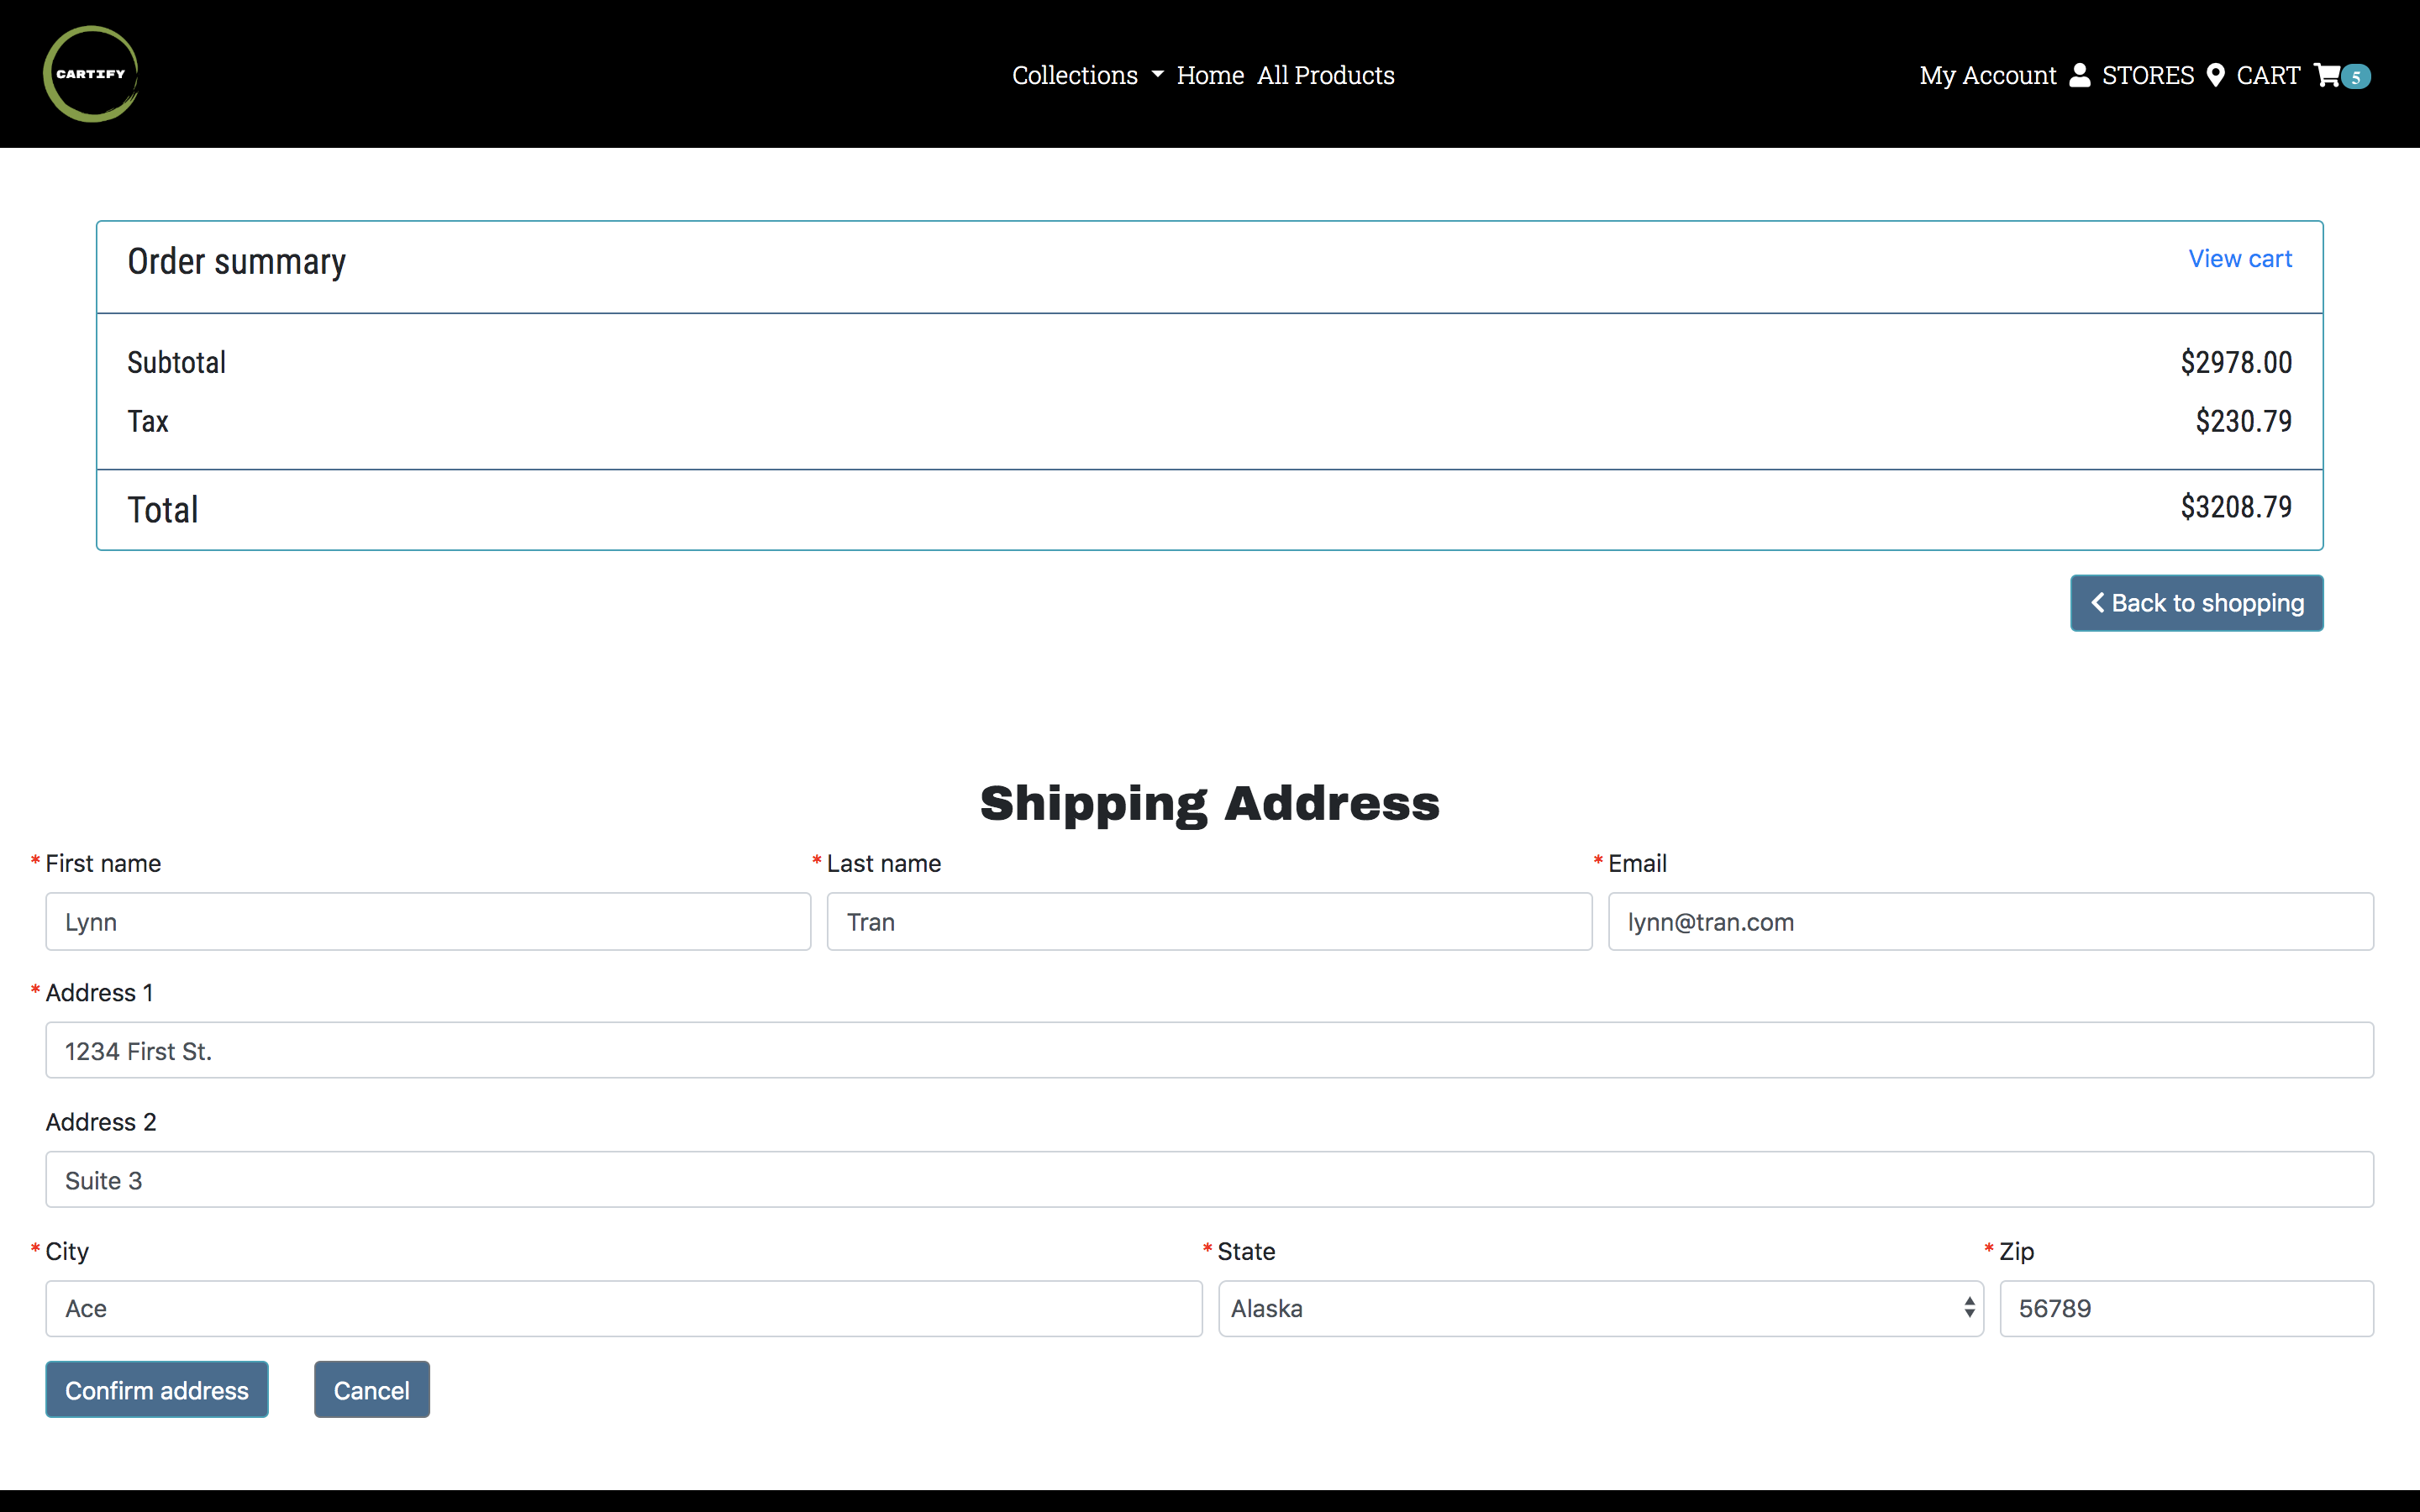 CARTIFY
Collections Home All Products
My Account STORES CART 5
Order summary View cart
Subtotal $2978.00
Tax $230.79
Total $3208.79
Back to shopping
Shipping Address
* First name * Last name * Email
Lynn Tran lynn@tran.com
* Address 1
1234 First St.
Address 2
Suite 3
* City * State * Zip
Ace Alaska 56789
Confirm address Cancel